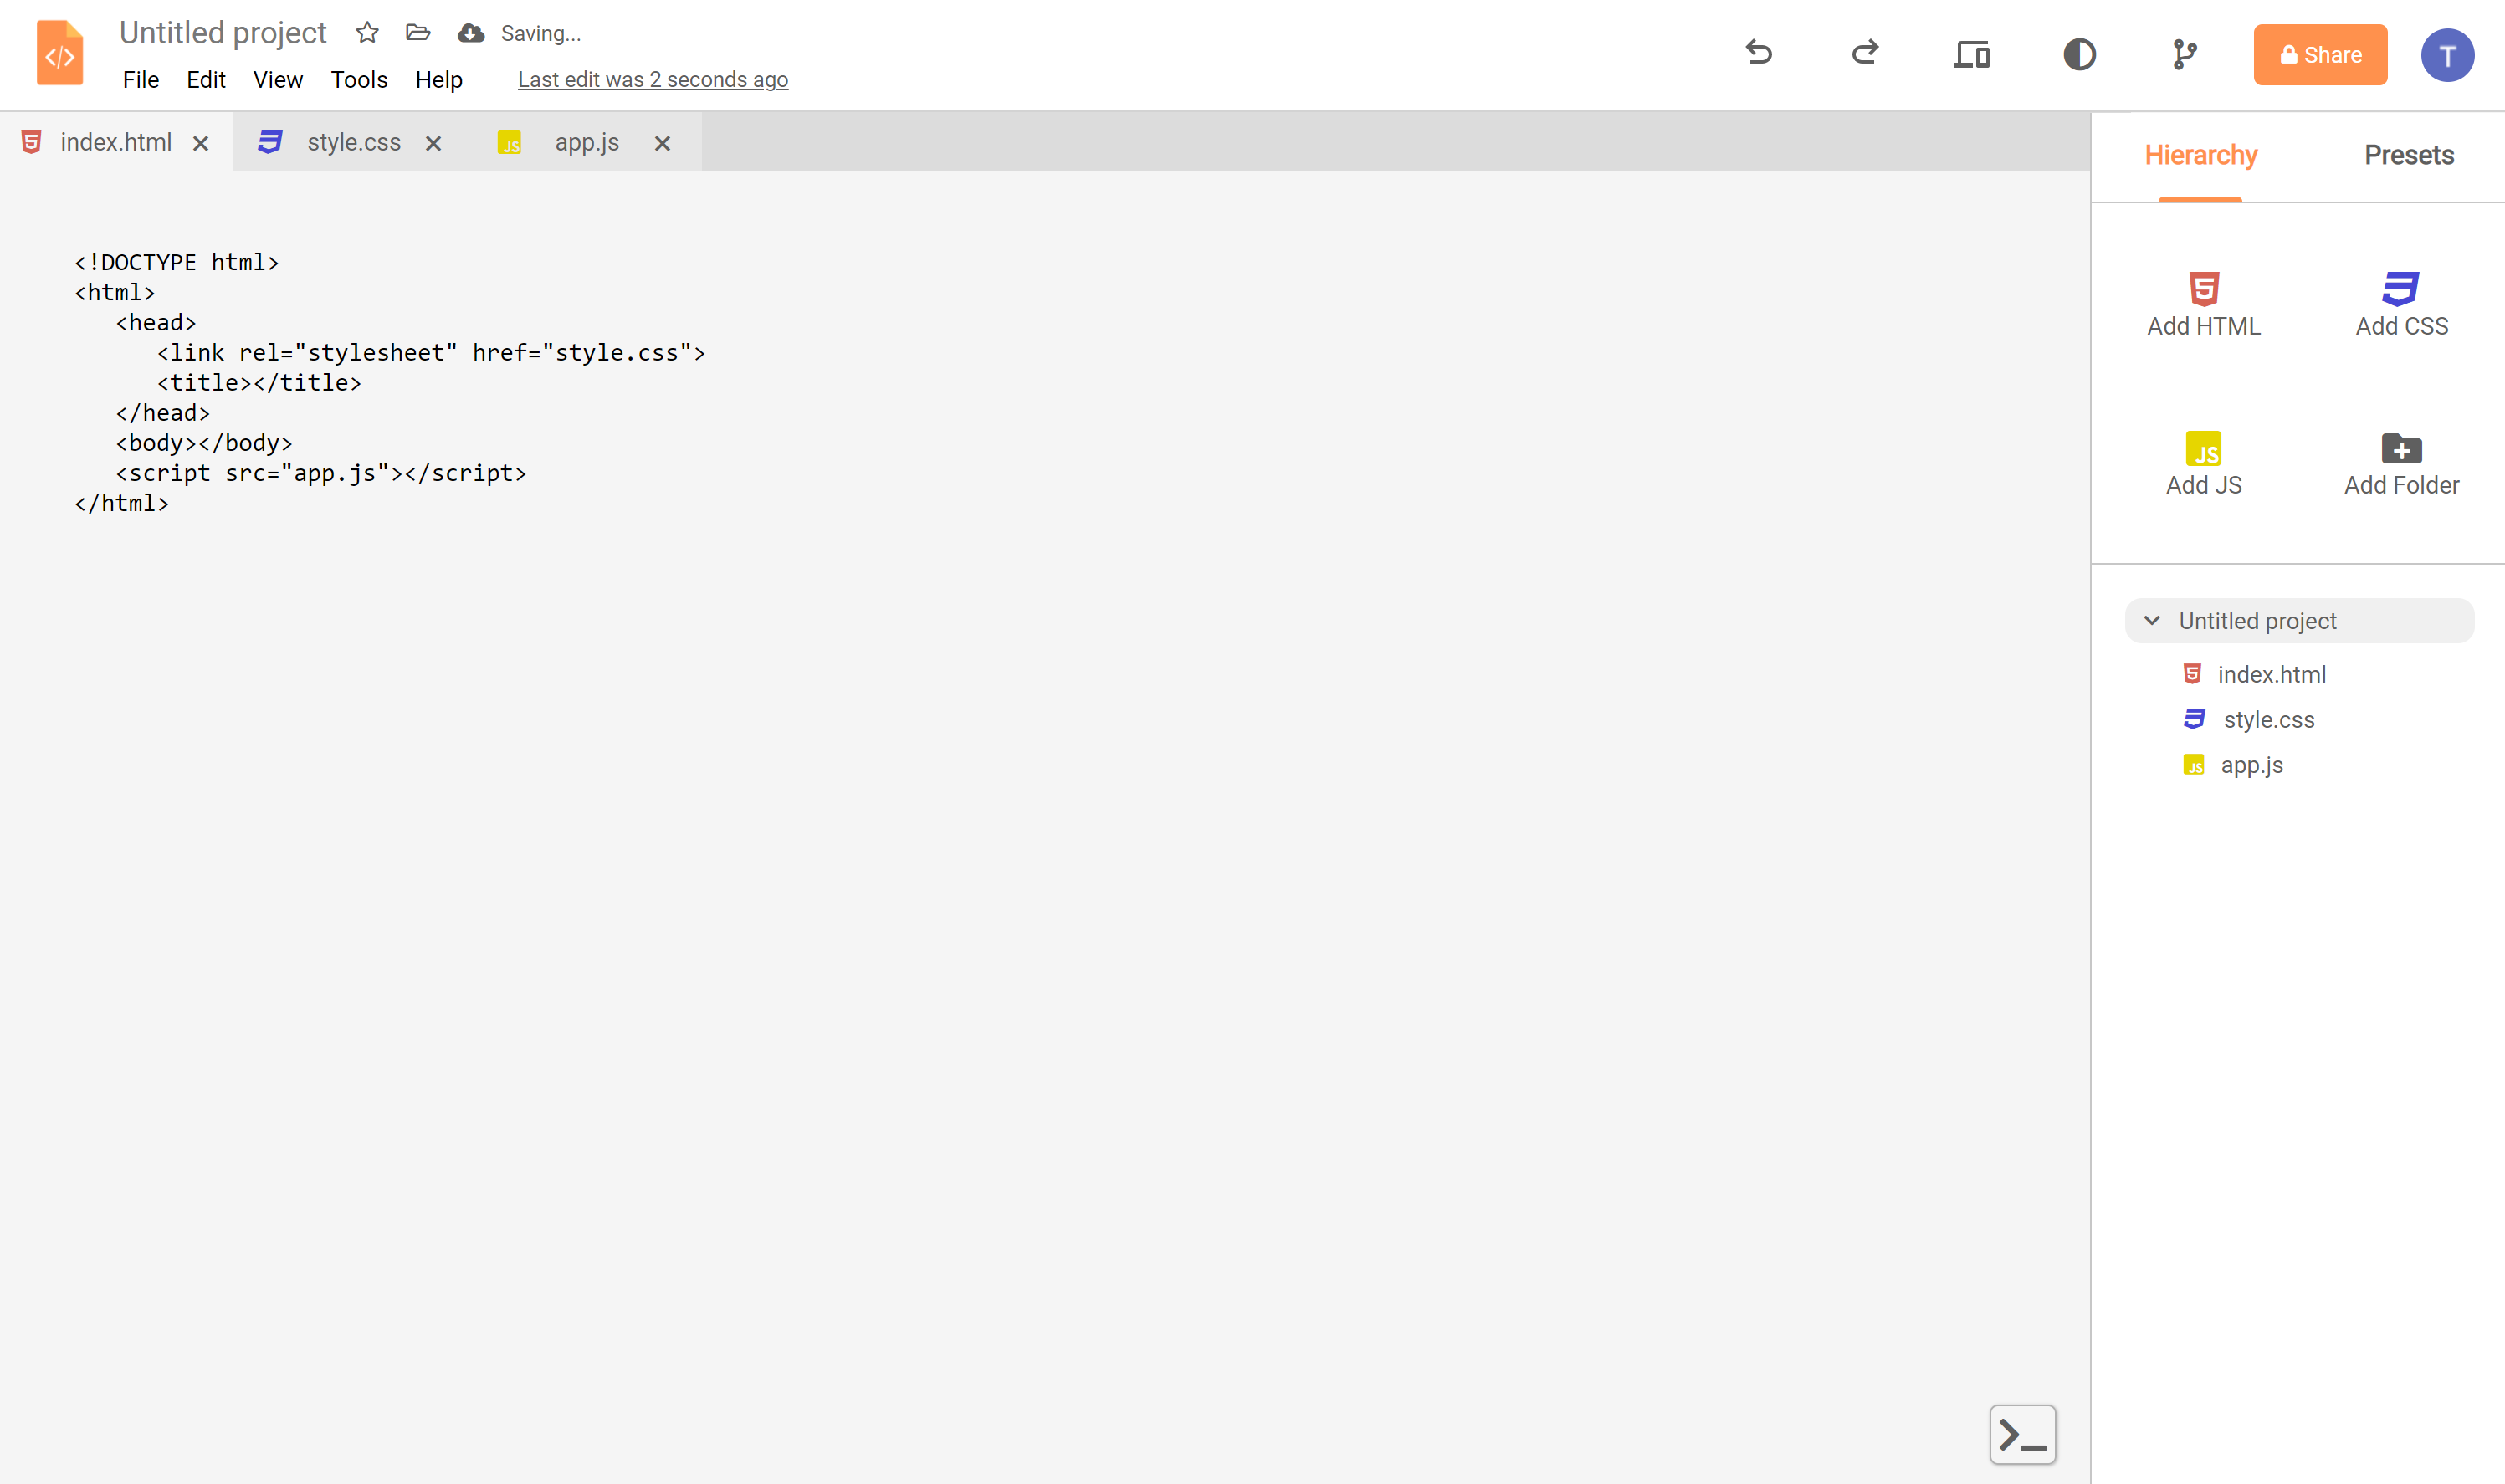 Untitled project Saving...
File Edit View Tools Help Last edit was 2 seconds ago
Share T
index.html style.css JS app.js
Hierarchy Presets
<!DOCTYPE html>
<html>
   <head>
      <link rel="stylesheet" href="style.css">
      <title></title>
   </head>
   <body></body>
   <script src="app.js"></script>
</html>
Add HTML Add CSS
JS
Add JS Add Folder
Untitled project
index.html
style.css
JS app.js